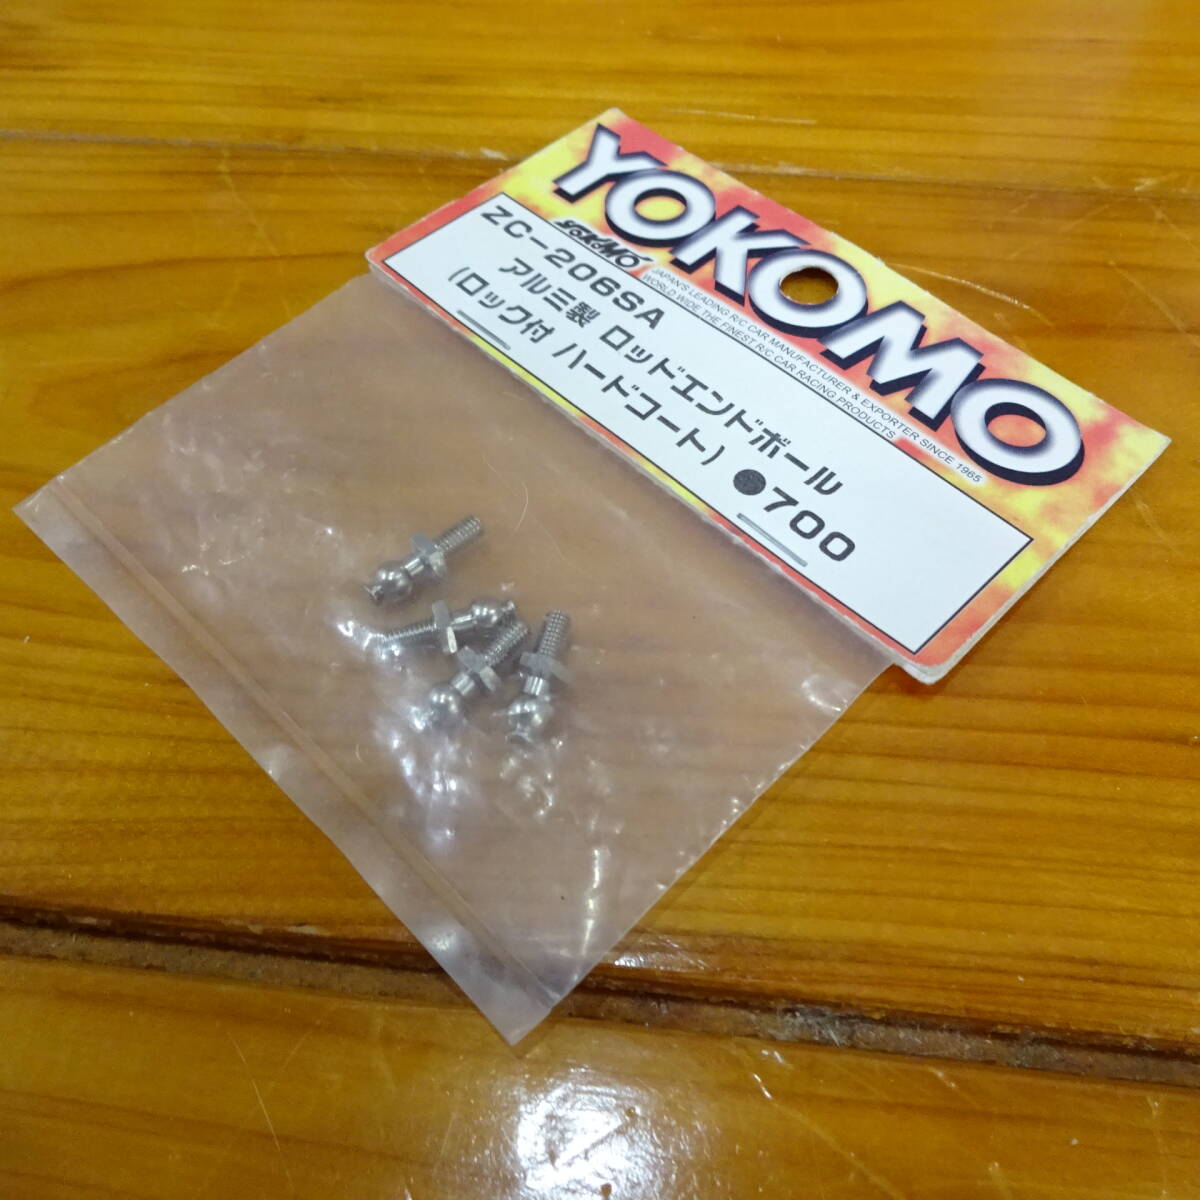 YOKOMO
YOKOMO
JAPAN'S LEADING R/C CAR MANUFACTURER & EXPORTER SINCE 1965
WORLD WIDE THE FINEST R/C CAR RACING PRODUCTS
ZC-206SA
アルミ製 ロッドエンドボール
(ロック付 ハードコート) ●700